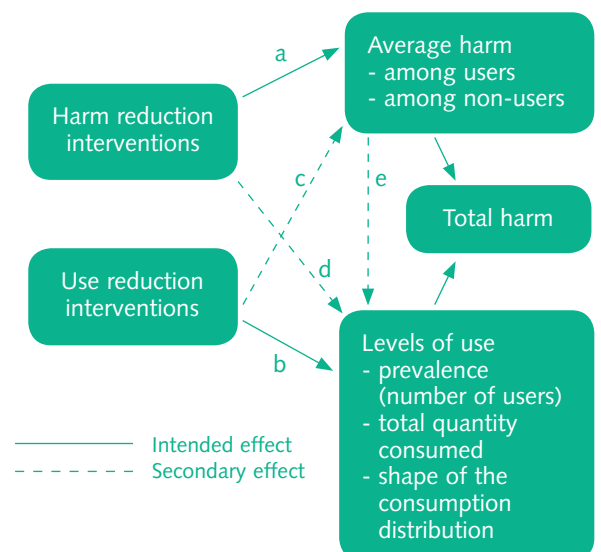 a
Average harm
- among users
- among non-users
Harm reduction
interventions
c
e
Total harm
d
Use reduction
interventions
b
Levels of use
- prevalence
(number of users)
- total quantity
consumed
- shape of the
consumption
distribution
Intended effect
Secondary effect